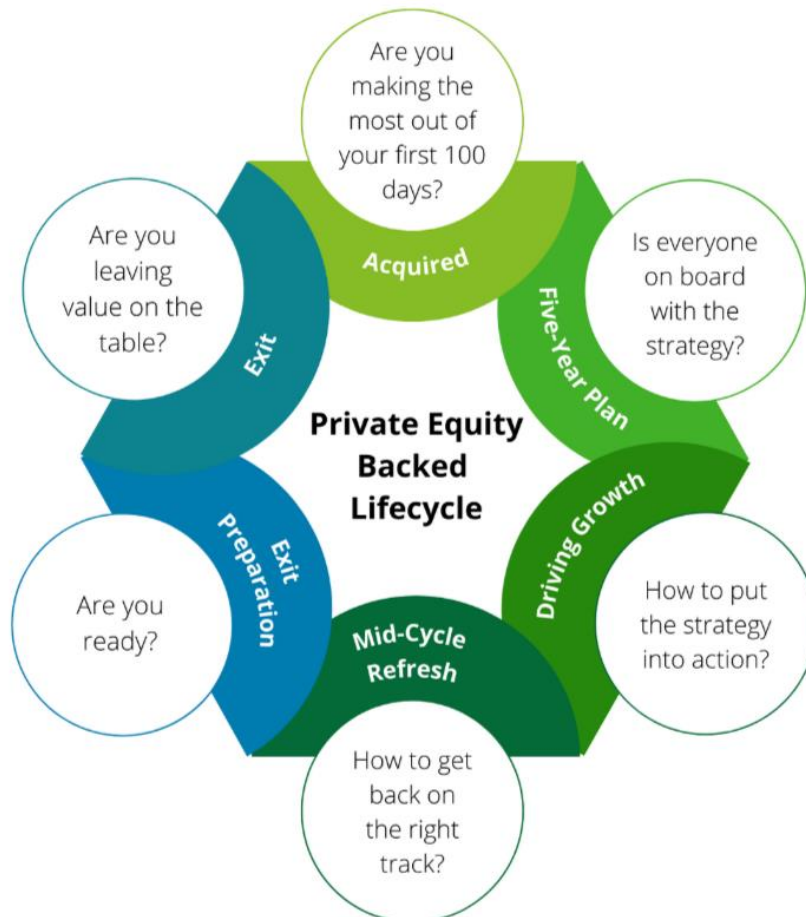 Are you
making the
most out of
your first 100
days?
Acquired
Is everyone
on board
with the
strategy?
Five-Year Plan
How to put
the strategy
into action?
Driving Growth
How to get
back on
the right
track?
Mid-Cycle
Refresh
Are you
ready?
Exit
Preparation
Are you
leaving
value on the
table?
Exit
Private Equity
Backed
Lifecycle